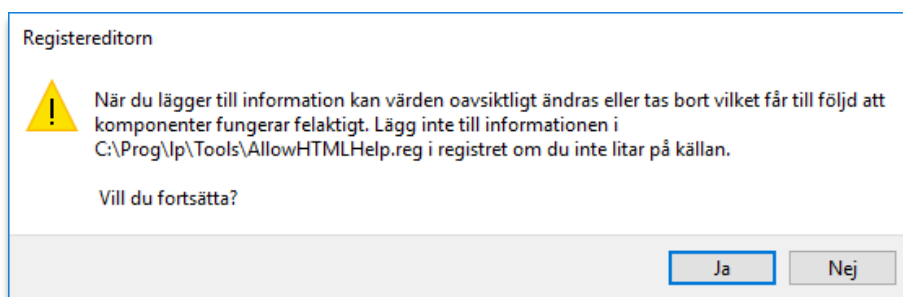 Registereditorn
När du lägger till information kan värden oavsiktligt ändras eller tas bort vilket får till följd att
komponenter fungerar felaktigt. Lägg inte till informationen i
C:\Prog\lp\Tools\AllowHTMLHelp.reg i registret om du inte litar på källan.
Vill du fortsätta?
Ja
Nej